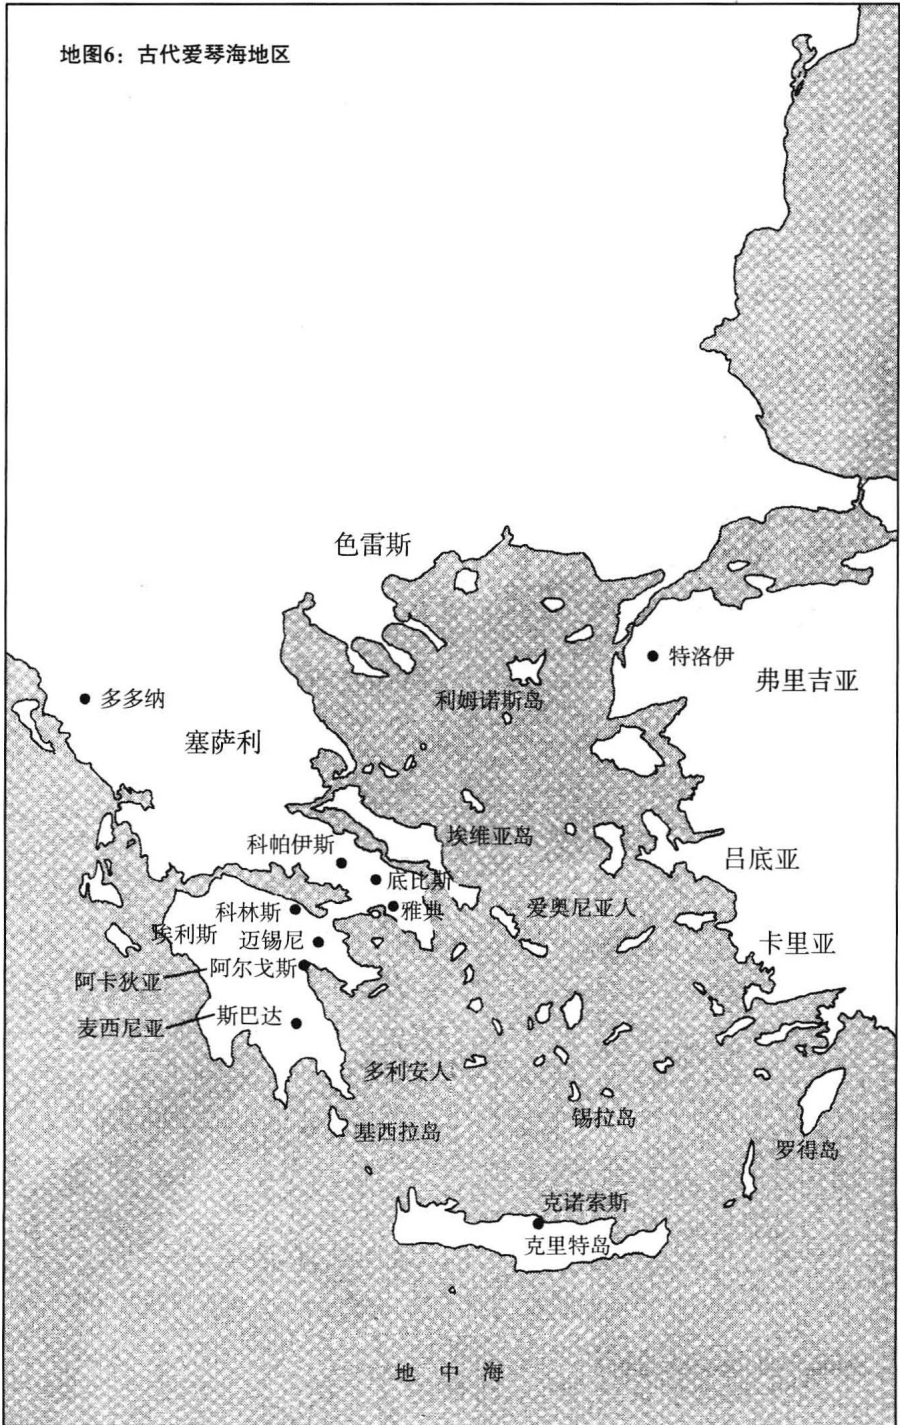 地图6：古代爱琴海地区
色雷斯
特洛伊
弗里吉亚
多多纳
利姆诺斯岛
塞萨利
埃维亚岛
科帕伊斯
吕底亚
底比斯
科林斯
雅典
爱奥尼亚人
埃利斯
迈锡尼
卡里亚
阿尔戈斯
阿卡狄亚
斯巴达
麦西尼亚
多利安人
锡拉岛
基西拉岛
罗得岛
克诺索斯
克里特岛
地中海